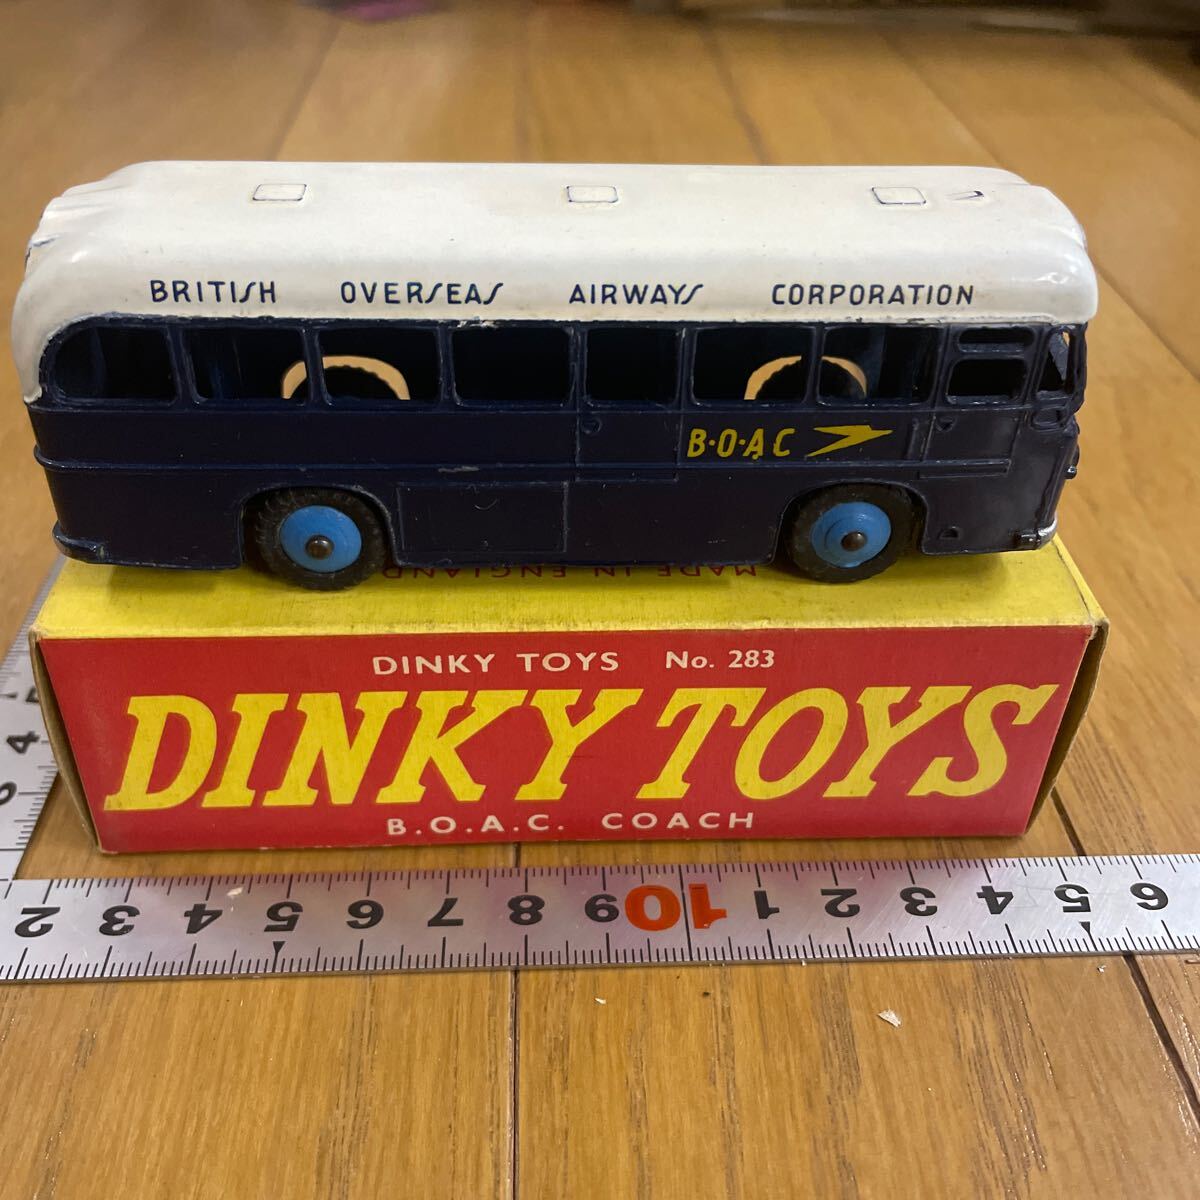 BRITISH OVERSEAS AIRWAYS CORPORATION
B·O·A C
MADE IN ENGLAND
DINKY TOYS No. 283
DINKY TOYS
B.O.A.C. COACH
2 3 4 5 6 7 8 9 10 1 2 3 4 5 6